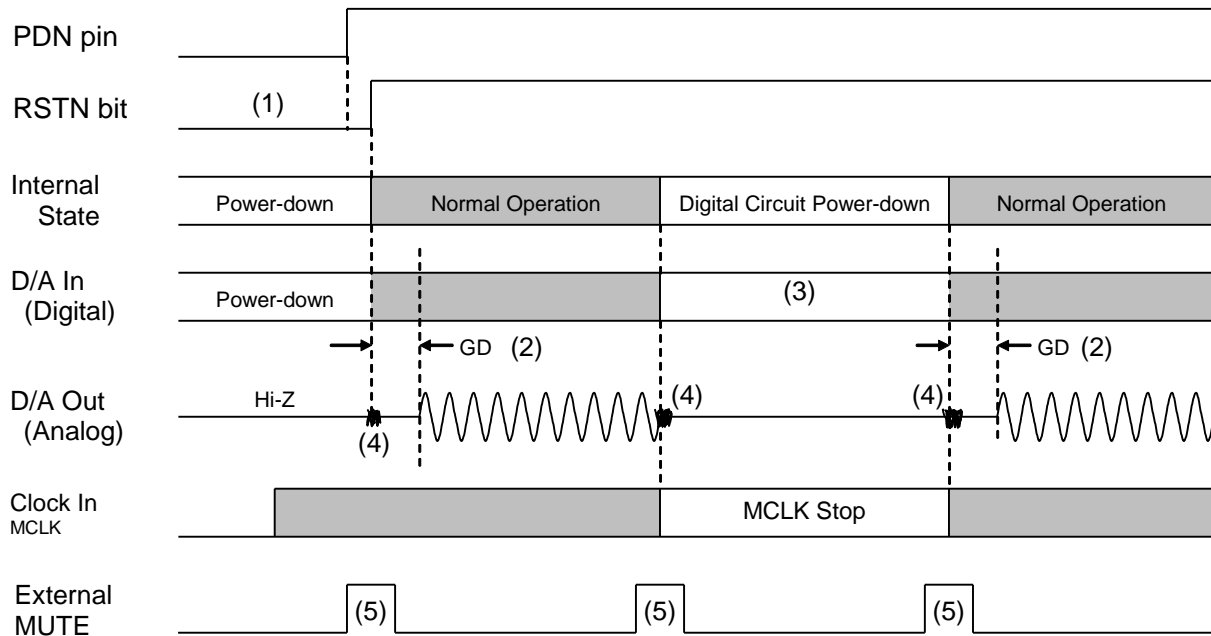 PDN pin
RSTN bit
(1)
Internal
State
Power-down
Normal Operation
Digital Circuit Power-down
Normal Operation
D/A In
(Digital)
Power-down
(3)
GD (2)
GD (2)
D/A Out
(Analog)
Hi-Z
(4)
(4)
(4)
Clock In
MCLK
MCLK Stop
External
MUTE
(5)
(5)
(5)